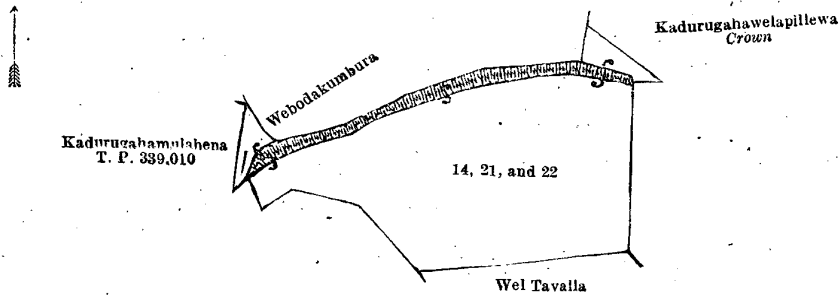 Kadurugahawelapillewa
Crown
Webodakumbura
Kadurugahamulahena
T. P. 339,010
14, 21, and 22
Wel Tavalla